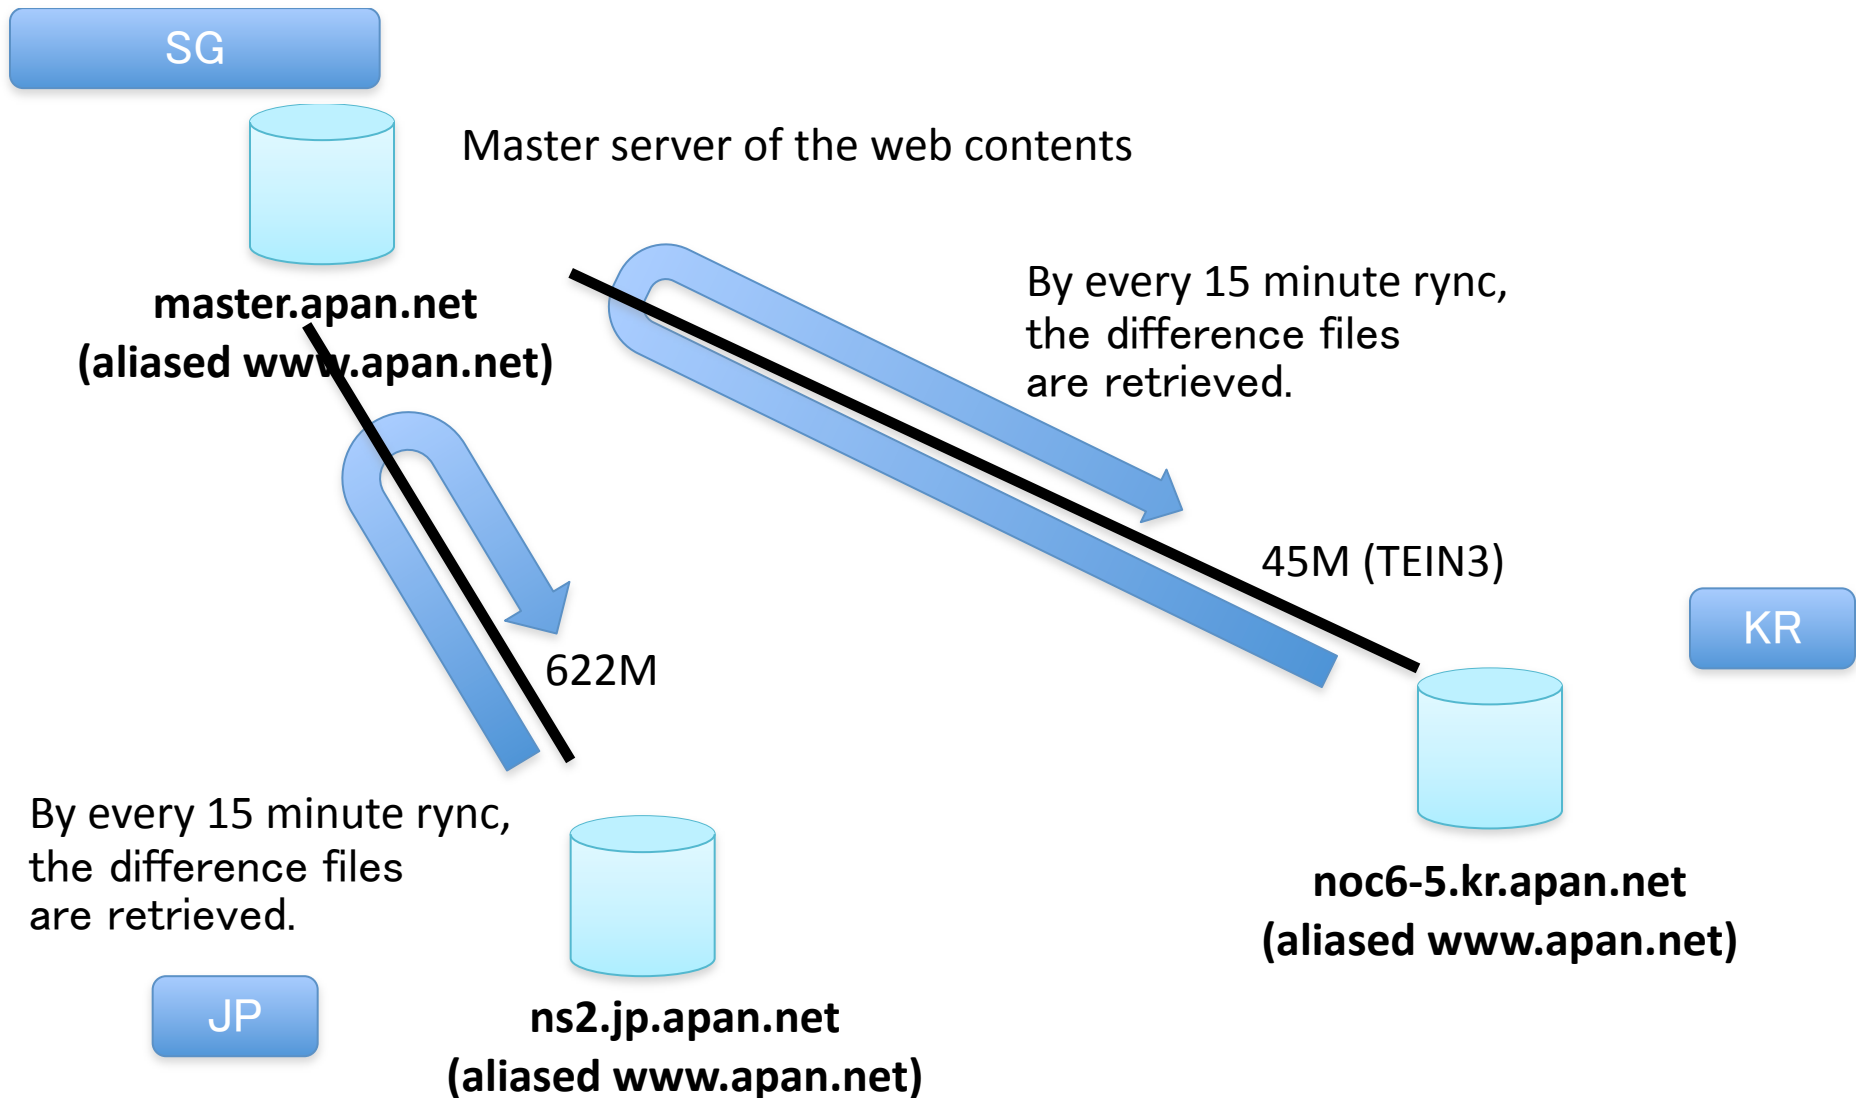 SG
Master server of the web contents
master.apan.net
(aliased www.apan.net)
By every 15 minute rync,
the difference files
are retrieved.
45M (TEIN3)
KR
622M
By every 15 minute rync,
the difference files
are retrieved.
noc6-5.kr.apan.net
(aliased www.apan.net)
JP
ns2.jp.apan.net
(aliased www.apan.net)